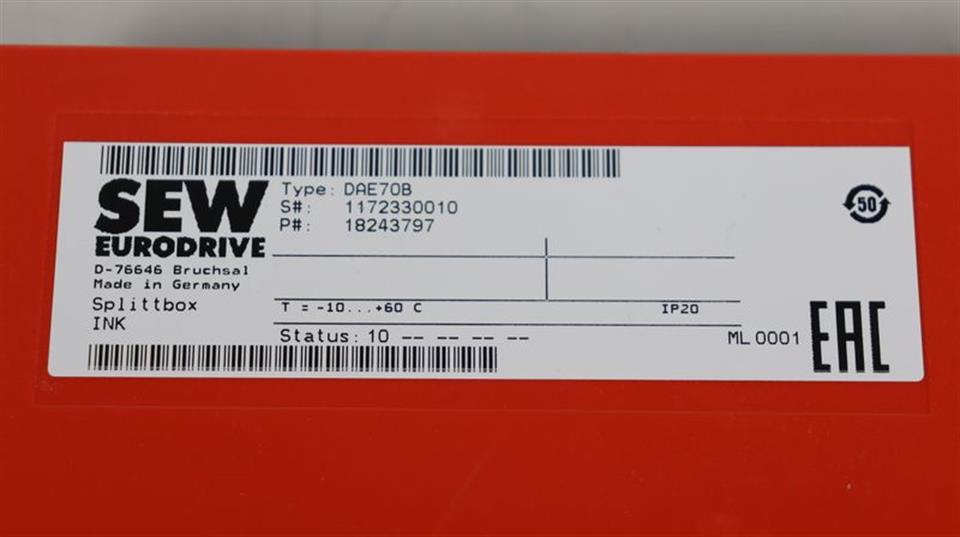 SEW
EURODRIVE
D-76646 Bruchsal
Made in Germany
Splittbox
INK
Type: DAE70B
S#: 1172330010
P#: 18243797
T = -10...+60 C IP20
Status: 10 -- -- -- --
ML 0001
50
EAC